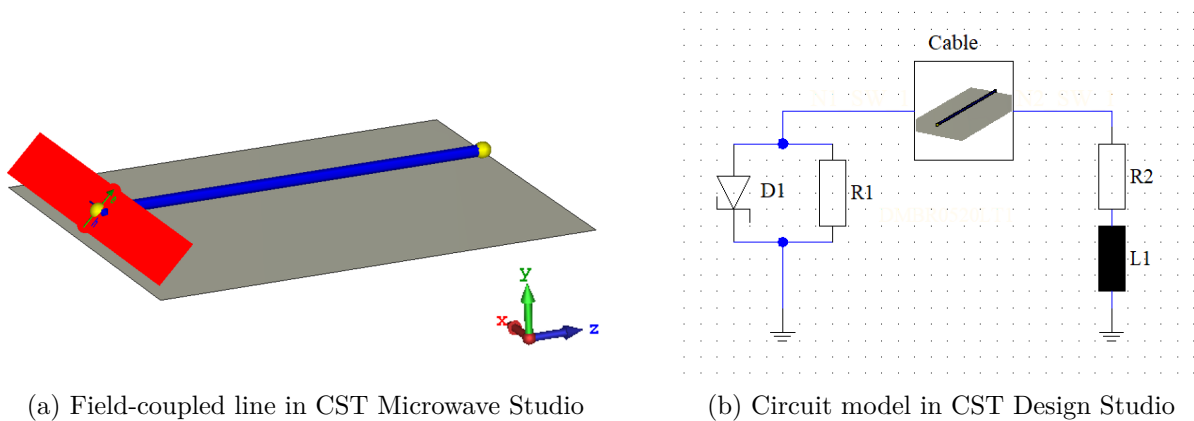 Cable
D1
R1
R2
L1
y
x
z
(a) Field-coupled line in CST Microwave Studio
(b) Circuit model in CST Design Studio